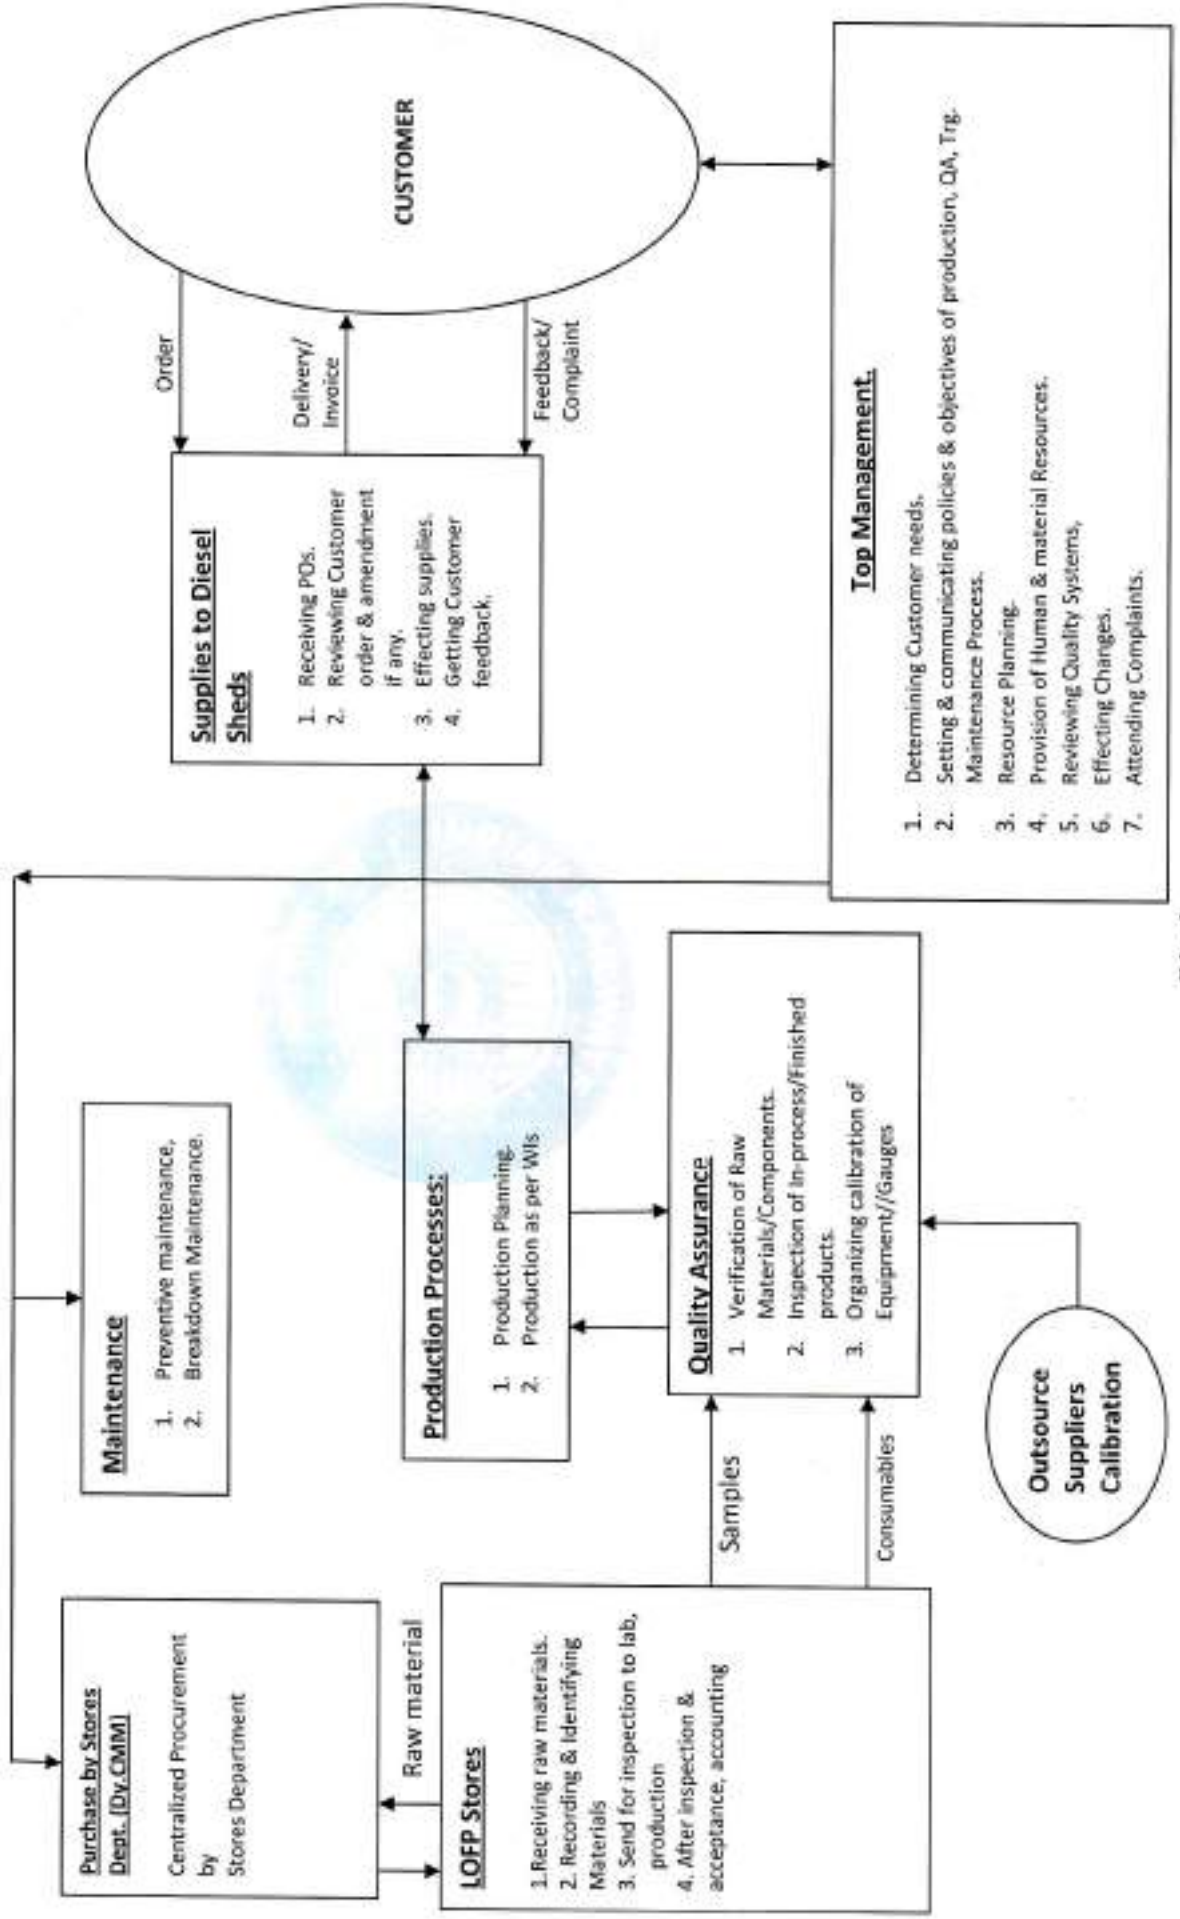 Purchase by Stores
Dept. [Dy.CMM]
Centralized Procurement
by
Stores Department
Maintenance
1. Preventive maintenance.
2. Breakdown Maintenance.
Supplies to Diesel
Sheds
1. Receiving POs.
2. Reviewing Customer
order & amendment
if any.
3. Effecting supplies.
4. Getting Customer
feedback.
Order
Delivery/
Invoice
Feedback/
Complaint
CUSTOMER
Raw material
Production Processes:
1. Production Planning.
2. Production as per WIs
LOFP Stores
1.Receiving raw materials.
2. Recording & Identifying
Materials
3. Send for inspection to lab,
production
4. After inspection &
acceptance, accounting
Samples
Consumables
Quality Assurance
1. Verification of Raw
Materials/Components.
2. Inspection of In-process/Finished
products.
3. Organizing calibration of
Equipment//Gauges
Top Management.
1. Determining Customer needs.
2. Setting & communicating policies & objectives of production, QA, Trg.
Maintenance Process.
3. Resource Planning.
4. Provision of Human & material Resources.
5. Reviewing Quality Systems,
6. Effecting Changes.
7. Attending Complaints.
Outsource
Suppliers
Calibration